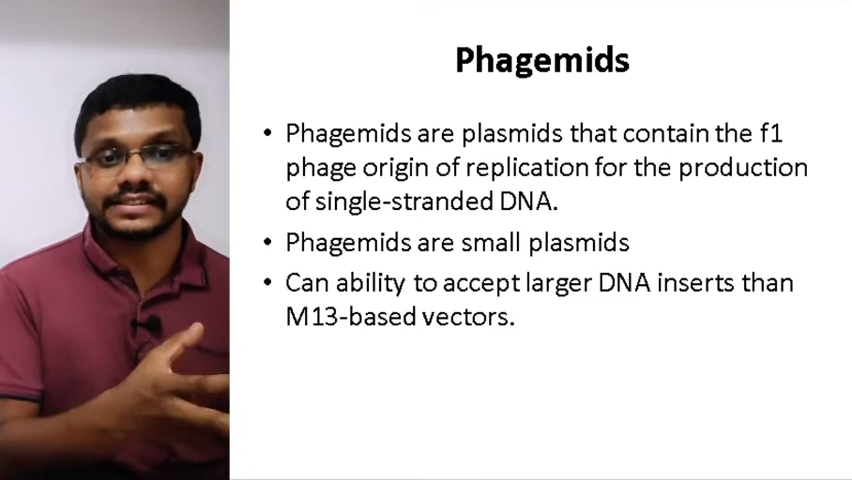 Phagemids
• Phagemids are plasmids that contain the f1
phage origin of replication for the production
of single-stranded DNA.
• Phagemids are small plasmids
• Can ability to accept larger DNA inserts than
M13-based vectors.